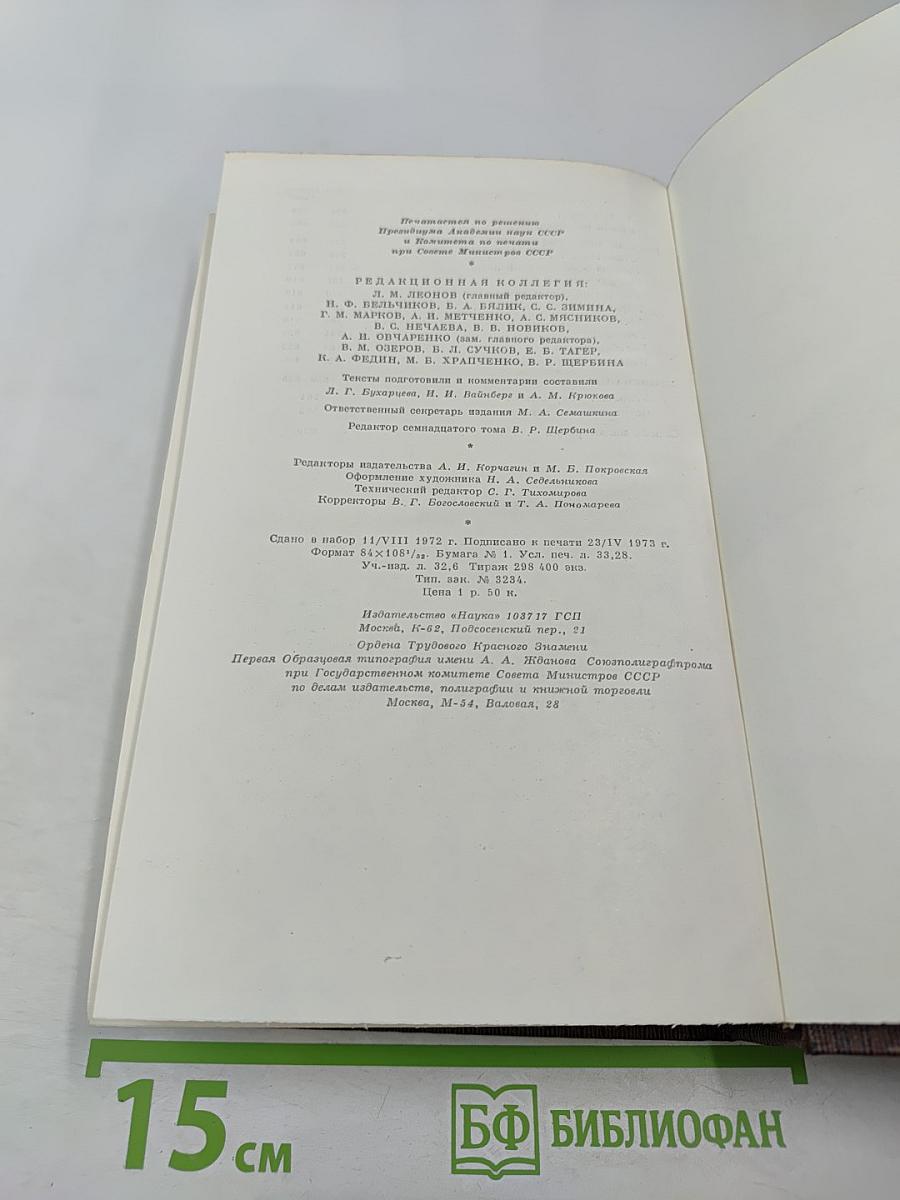 Печатается по решению
Президиума Академии наук СССР
и Комитета по печати
при Совете Министров СССР
*
РЕДАКЦИОННАЯ КОЛЛЕГИЯ:
Л. М. ЛЕОНОВ (главный редактор),
Н. Ф. БЕЛЬЧИКОВ, Б. А. БЯЛИК, С. С. ЗИМИНА,
Г. М. МАРКОВ, А. И. МЕТЧЕНКО, А. С. МЯСНИКОВ,
В. С. НЕЧАЕВА, В. В. НОВИКОВ,
А. И. ОВЧАРЕНКО (зам. главного редактора),
В. М. ОЗЕРОВ, Б. Л. СУЧКОВ, Е. Б. ТАГЕР,
К. А. ФЕДИН, М. Б. ХРАПЧЕНКО, В. Р. ЩЕРБИНА
Тексты подготовили и комментарии составили
Л. Г. Бухарцева, И. И. Вайнберг и А. М. Крюкова
Ответственный секретарь издания М. А. Семашкина
Редактор семнадцатого тома В. Р. Щербина
*
Редакторы издательства А. И. Корчагин и М. Б. Покровская
Оформление художника Н. А. Седельникова
Технический редактор С. Г. Тихомирова
Корректоры В. Г. Богословский и Т. А. Пономарева
*
Сдано в набор 11/VIII 1972 г. Подписано к печати 23/IV 1973 г.
Формат 84×108¹/₃₂. Бумага № 1. Усл. печ. л. 33,28.
Уч.-изд. л. 32,6 Тираж 298 400 экз.
Тип. зак. № 3234.
Цена 1 р. 50 к.
Издательство «Наука» 103717 ГСП
Москва, К-62, Подсосенский пер., 21
Ордена Трудового Красного Знамени
Первая Образцовая типография имени А. А. Жданова Союзполиграфпрома
при Государственном комитете Совета Министров СССР
по делам издательств, полиграфии и книжной торговли
Москва, М-54, Валовая, 28
15 см
БФ БИБЛИОФАН